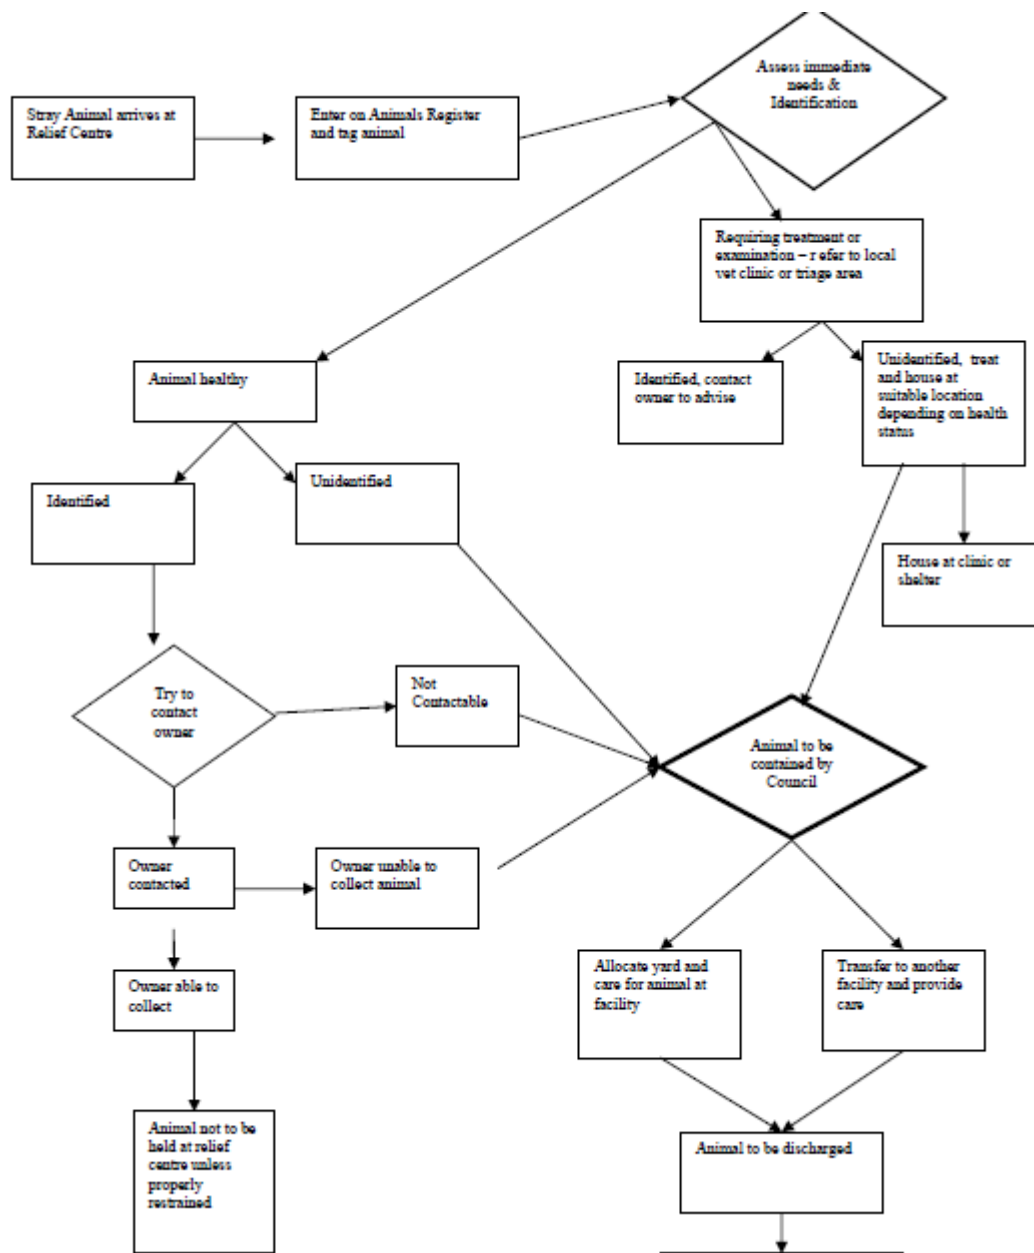 Assess immediate
needs &
Identification
Stray Animal arrives at
Relief Centre
Enter on Animals Register
and tag animal
Requiring treatment or
examination – r efer to local
vet clinic or triage area
Animal healthy
Identified, contact
owner to advise
Unidentified, treat
and house at
suitable location
depending on health
status
Identified
Unidentified
House at clinic or
shelter
Try to
contact
owner
Not
Contactable
Animal to be
contained by
Council
Owner
contacted
Owner unable to
collect animal
Owner able to
collect
Allocate yard and
care for animal at
facility
Transfer to another
facility and provide
care
Animal not to be
held at relief
centre unless
properly
restrained
Animal to be discharged